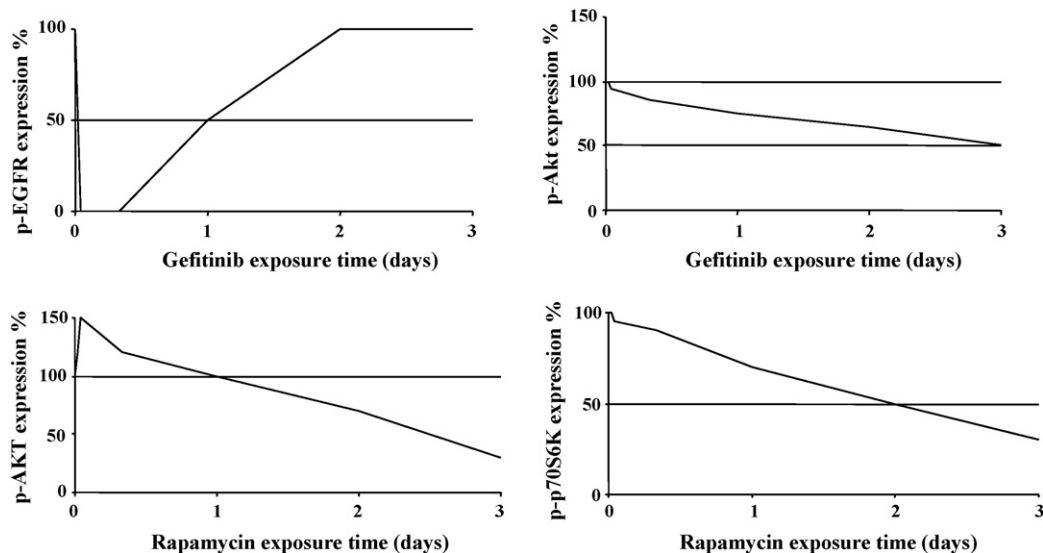 p-EGFR expression %
100
50
0
0 1 2 3
Gefitinib exposure time (days)
p-Akt expression %
150
100
50
0
0 1 2 3
Gefitinib exposure time (days)
p-AKT expression %
150
100
50
0
0 1 2 3
Rapamycin exposure time (days)
p-p70S6K expression %
100
50
0
0 1 2 3
Rapamycin exposure time (days)